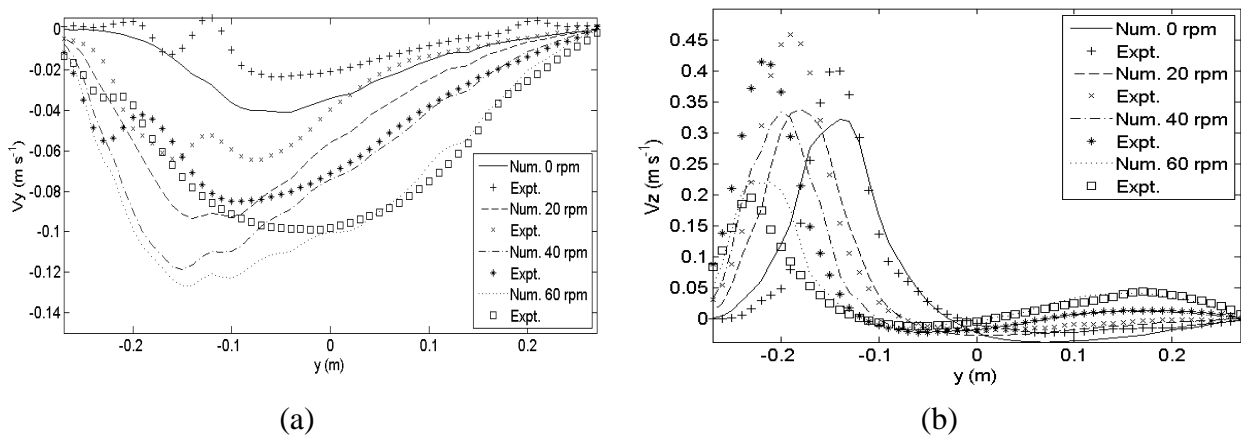 0
-0.02
-0.04
-0.06
-0.08
-0.1
-0.12
-0.14
Vy (m s-1)
-0.2
-0.1
0
0.1
0.2
y (m)
Num. 0 rpm
Expt.
Num. 20 rpm
Expt.
Num. 40 rpm
Expt.
Num. 60 rpm
Expt.
(a)
0.45
0.4
0.35
0.3
0.25
0.2
0.15
0.1
0.05
0
Vz (m s-1)
-0.2
-0.1
0
0.1
0.2
y (m)
Num. 0 rpm
Expt.
Num. 20 rpm
Expt.
Num. 40 rpm
Expt.
Num. 60 rpm
Expt.
(b)